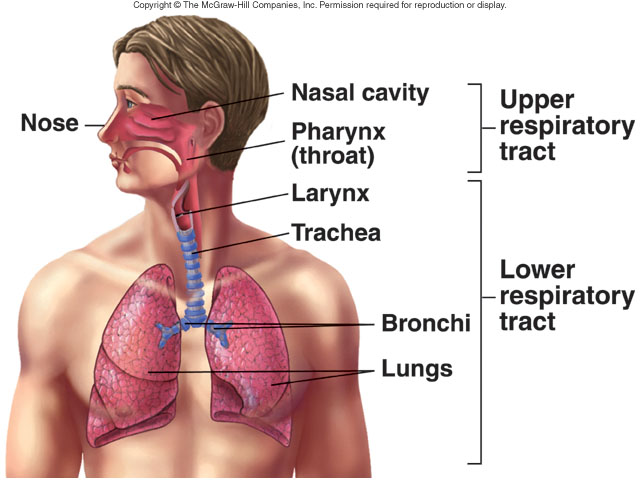 Copyright © The McGraw-Hill Companies, Inc. Permission required for reproduction or display.
Nose
Nasal cavity
Pharynx
(throat)
Larynx
Trachea
Bronchi
Lungs
Upper
respiratory
tract
Lower
respiratory
tract